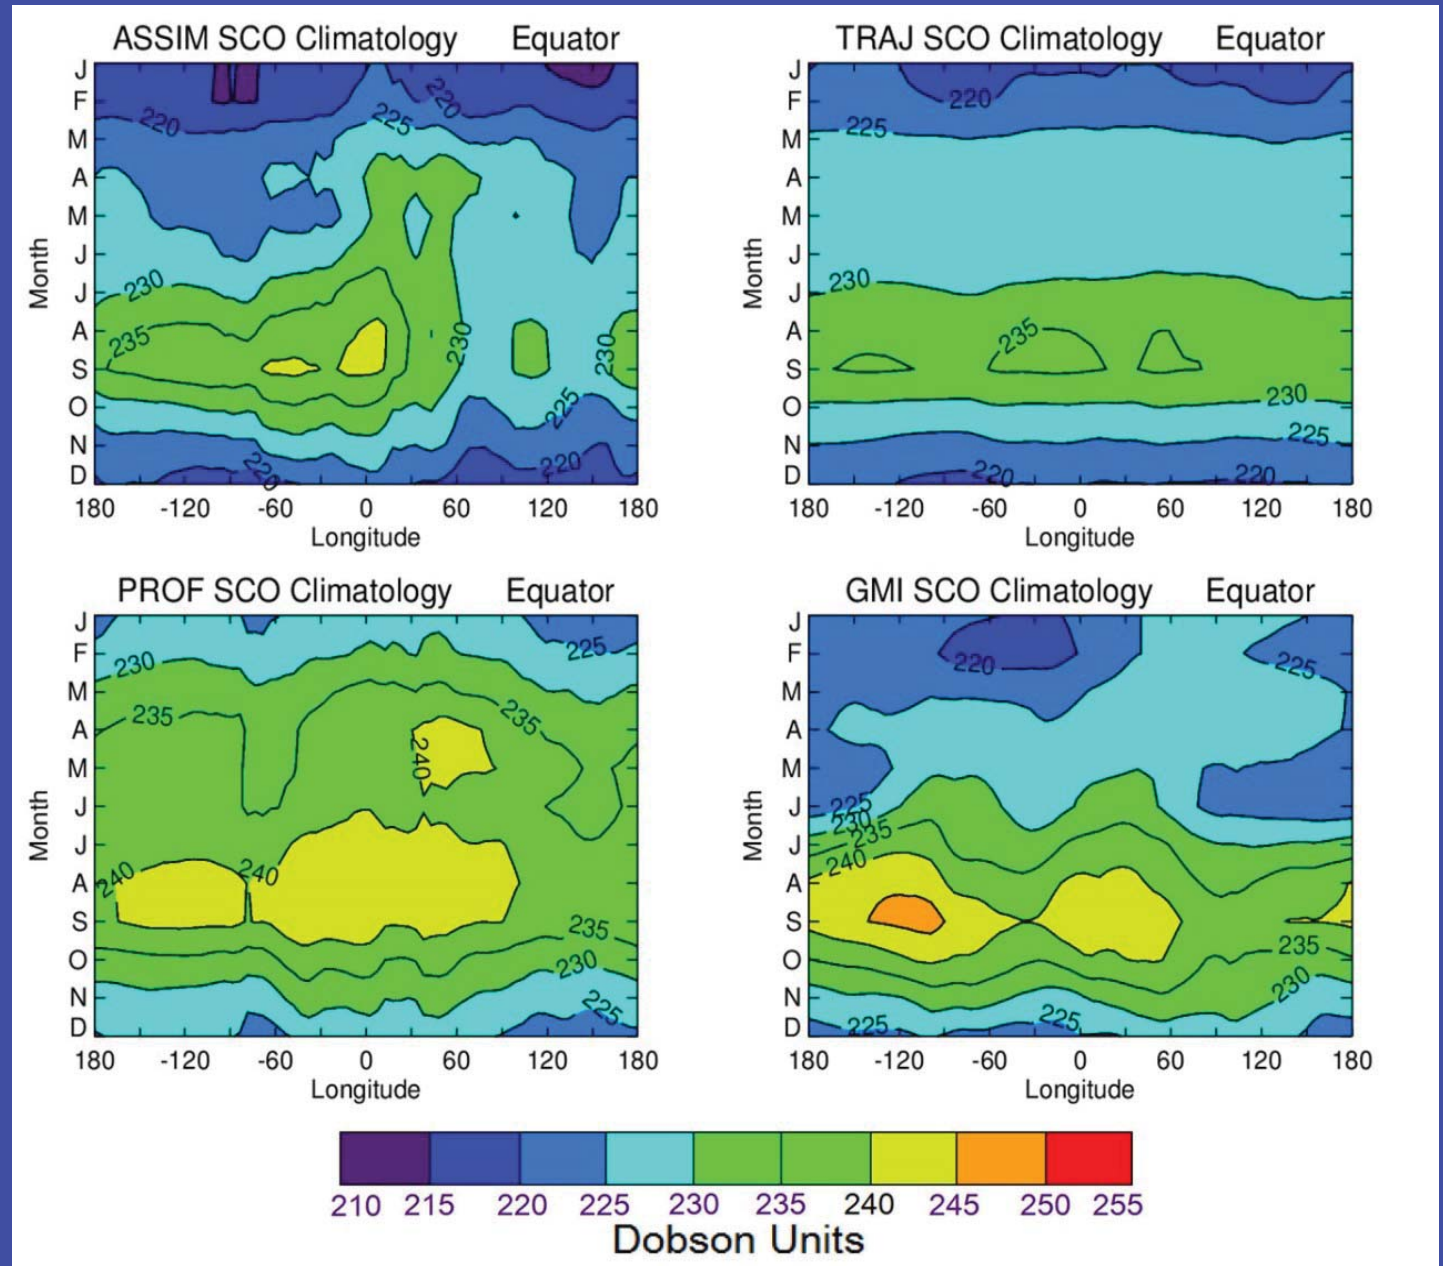 ASSIM SCO Climatology Equator
J
F
M
A
M
J
J
A
S
O
N
D
Month
220
220
225
230
235
230
230
225
220
220
180 -120 -60 0 60 120 180
Longitude
TRAJ SCO Climatology Equator
J
F
M
A
M
J
J
A
S
O
N
D
Month
220
225
230
235
230
225
220
220
180 -120 -60 0 60 120 180
Longitude
PROF SCO Climatology Equator
J
F
M
A
M
J
J
A
S
O
N
D
Month
225
230
235
235
240
240
240
235
230
225
180 -120 -60 0 60 120 180
Longitude
GMI SCO Climatology Equator
J
F
M
A
M
J
J
A
S
O
N
D
Month
220
225
225
230
235
240
235
230
225
225
180 -120 -60 0 60 120 180
Longitude
210 215 220 225 230 235 240 245 250 255
Dobson Units